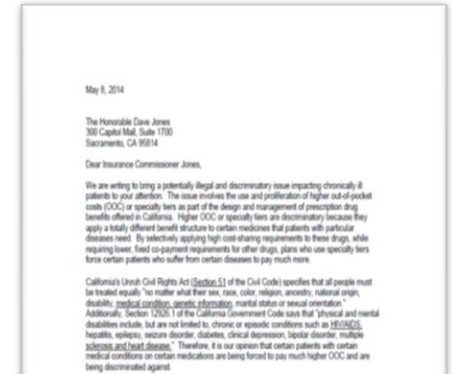 May 8, 2014
The Honorable Dave Jones
300 Capitol Mall, Suite 1700
Sacramento, CA 95814
Dear Insurance Commissioner Jones,
We are writing to bring a potentially illegal and discriminatory issue impacting chronically ill
patients to your attention. The issue involves the use and proliferation of higher out-of-pocket
costs (OOC) or specialty tiers as part of the design and management of prescription drug
benefits offered in California. Higher OOC or specialty tiers are discriminatory because they
apply a totally different benefit structure to certain medicines that patients with particular
diseases need. By selectively applying high cost-sharing requirements to these drugs, while
requiring lower, fixed co-payment requirements for other drugs, plans who use specialty tiers
force certain patients who suffer from certain diseases to pay much more.
California's Unruh Civil Rights Act (Section 51 of the Civil Code) specifies that all people must
be treated equally "no matter what their sex, race, color, religion, ancestry, national origin,
disability, medical condition, genetic information, marital status or sexual orientation."
Additionally, Section 12926.1 of the California Government Code says that "physical and mental
disabilities include, but are not limited to, chronic or episodic conditions such as HIV/AIDS,
hepatitis, epilepsy, seizure disorder, diabetes, clinical depression, bipolar disorder, multiple
sclerosis and heart disease." Therefore, it is our opinion that certain patients with certain
medical conditions on certain medications are being forced to pay much higher OOC and are
being discriminated against.